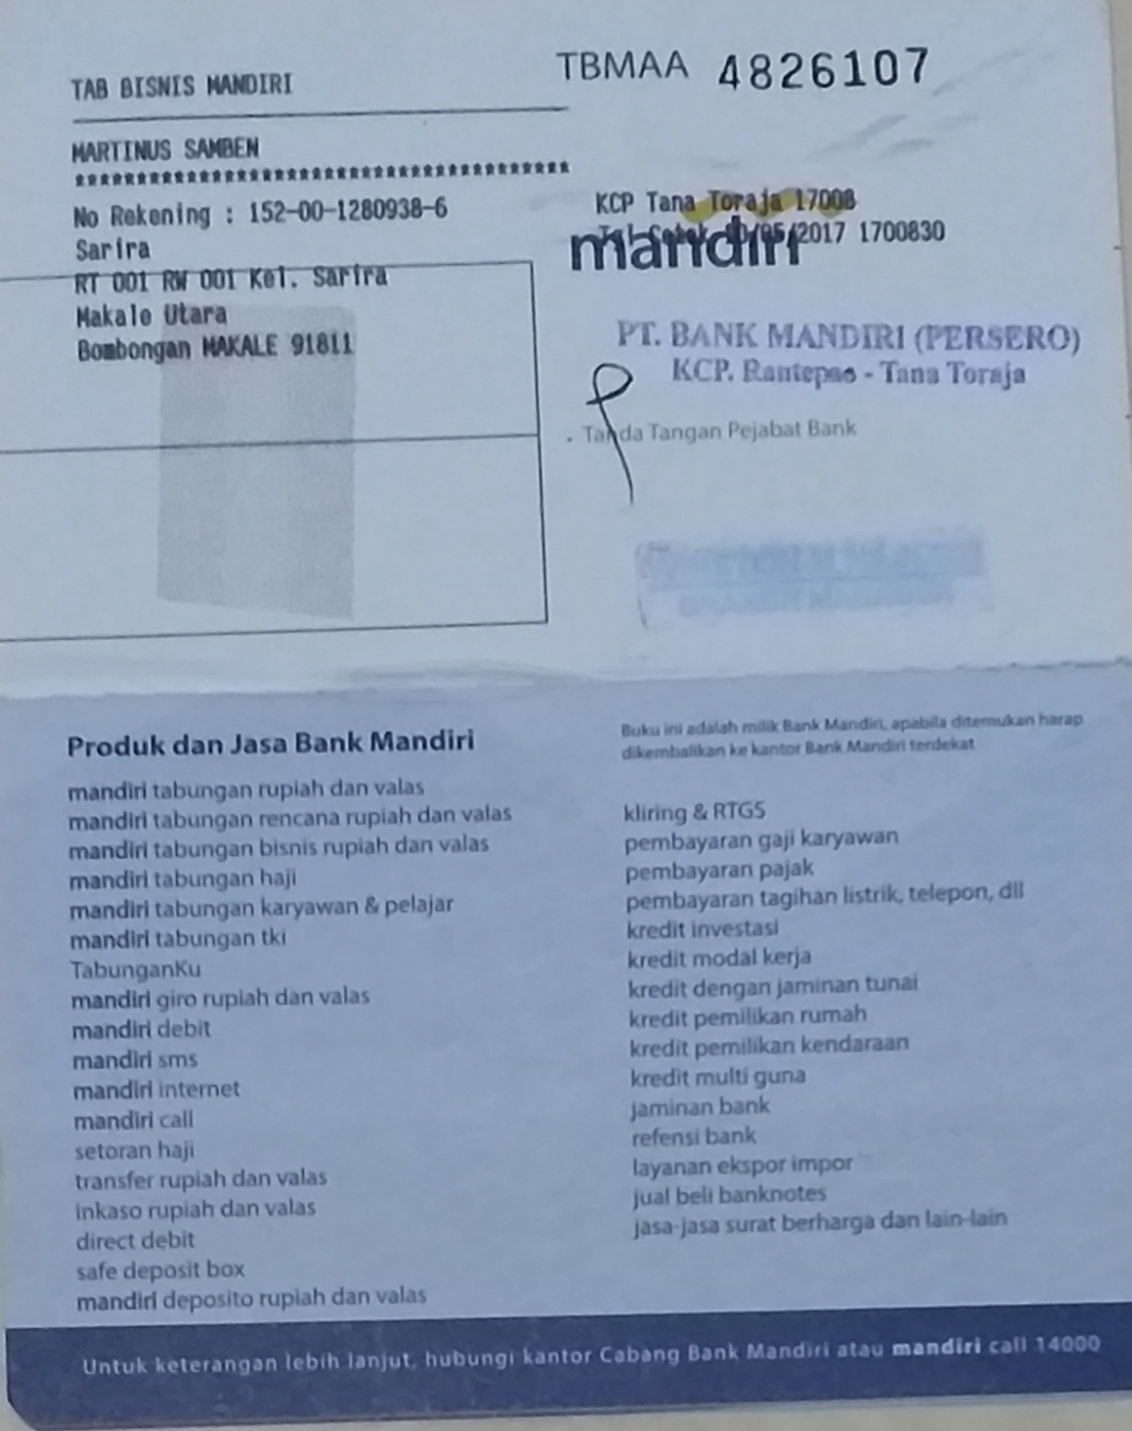 TAB BISNIS MANDIRI
TBMAA 4826107
MARTINUS SAMBEN
****************************************
No Rekening : 152-00-1280938-6
Sarira
RT 001 RW 001 Kel. Sarira
Makale Utara
Bombongan MAKALE 91811
KCP Tana Toraja 17008
Tgl Cetak /05/2017 1700830
mandiri
PT. BANK MANDIRI (PERSERO)
KCP. Rantepao - Tana Toraja
Tanda Tangan Pejabat Bank
Produk dan Jasa Bank Mandiri
mandiri tabungan rupiah dan valas
mandiri tabungan rencana rupiah dan valas
mandiri tabungan bisnis rupiah dan valas
mandiri tabungan haji
mandiri tabungan karyawan & pelajar
mandiri tabungan tki
TabunganKu
mandiri giro rupiah dan valas
mandiri debit
mandiri sms
mandiri internet
mandiri call
setoran haji
transfer rupiah dan valas
inkaso rupiah dan valas
direct debit
safe deposit box
mandiri deposito rupiah dan valas
Buku ini adalah milik Bank Mandiri, apabila ditemukan harap
dikembalikan ke kantor Bank Mandiri terdekat
kliring & RTGS
pembayaran gaji karyawan
pembayaran pajak
pembayaran tagihan listrik, telepon, dll
kredit investasi
kredit modal kerja
kredit dengan jaminan tunai
kredit pemilikan rumah
kredit pemilikan kendaraan
kredit multi guna
jaminan bank
refensi bank
layanan ekspor impor
jual beli banknotes
jasa-jasa surat berharga dan lain-lain
Untuk keterangan lebih lanjut, hubungi kantor Cabang Bank Mandiri atau mandiri call 14000